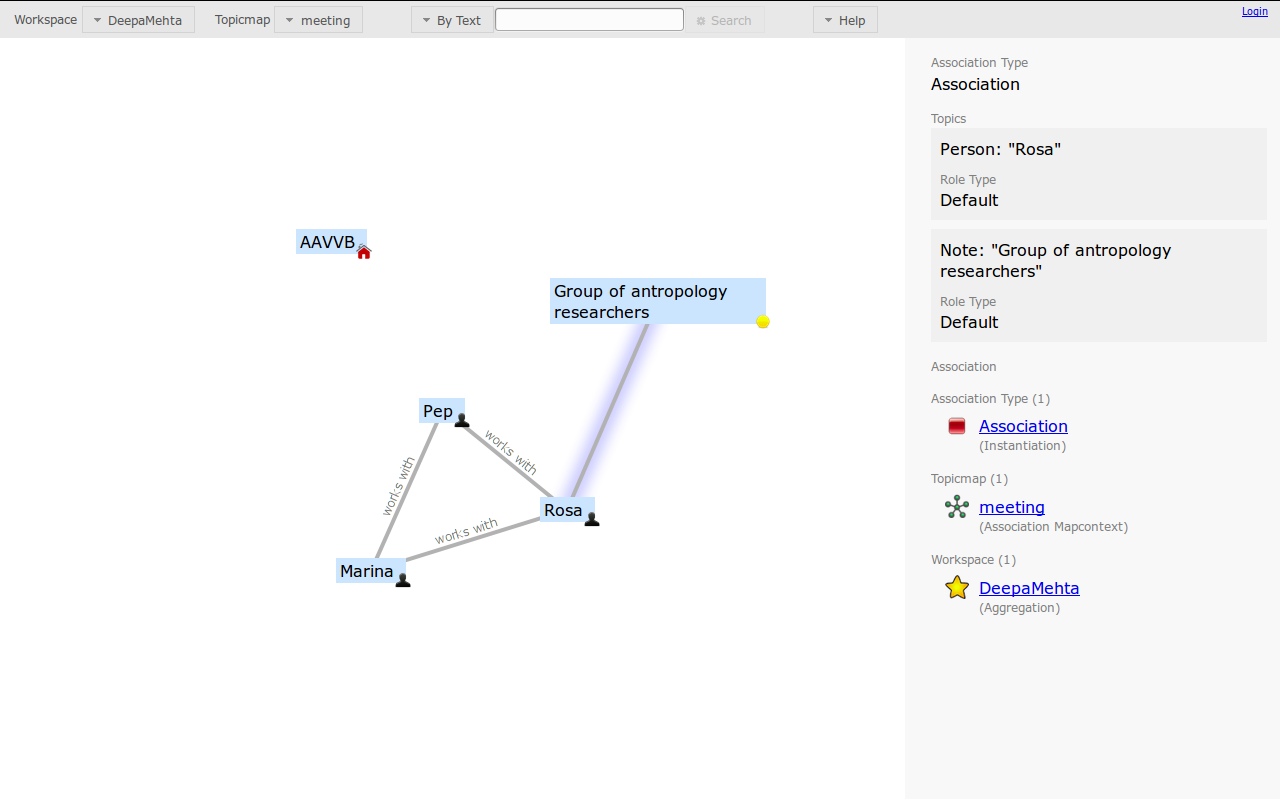 Workspace DeepaMehta Topicmap meeting By Text Search Help Login
AAVVB
Group of antropology
researchers
Pep
works with
works with
Rosa
works with
Marina
Association Type
Association
Topics
Person: "Rosa"
Role Type
Default
Note: "Group of antropology
researchers"
Role Type
Default
Association
Association Type (1)
Association
(Instantiation)
Topicmap (1)
meeting
(Association Mapcontext)
Workspace (1)
DeepaMehta
(Aggregation)